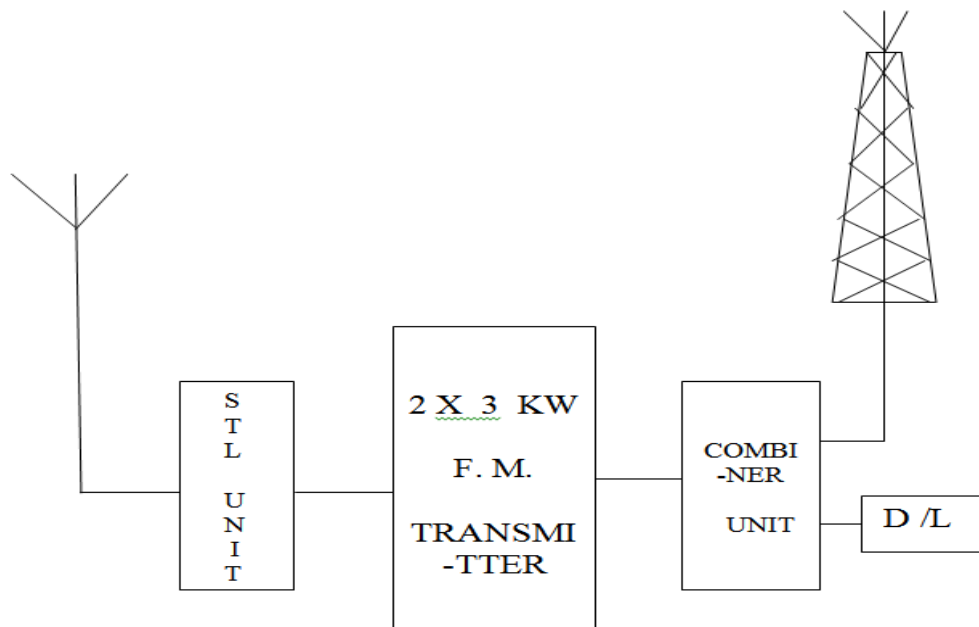 S
T
L
U
N
I
T
2 X 3 KW
F. M.
TRANSMI
-TTER
COMBI
-NER
UNIT
D /L